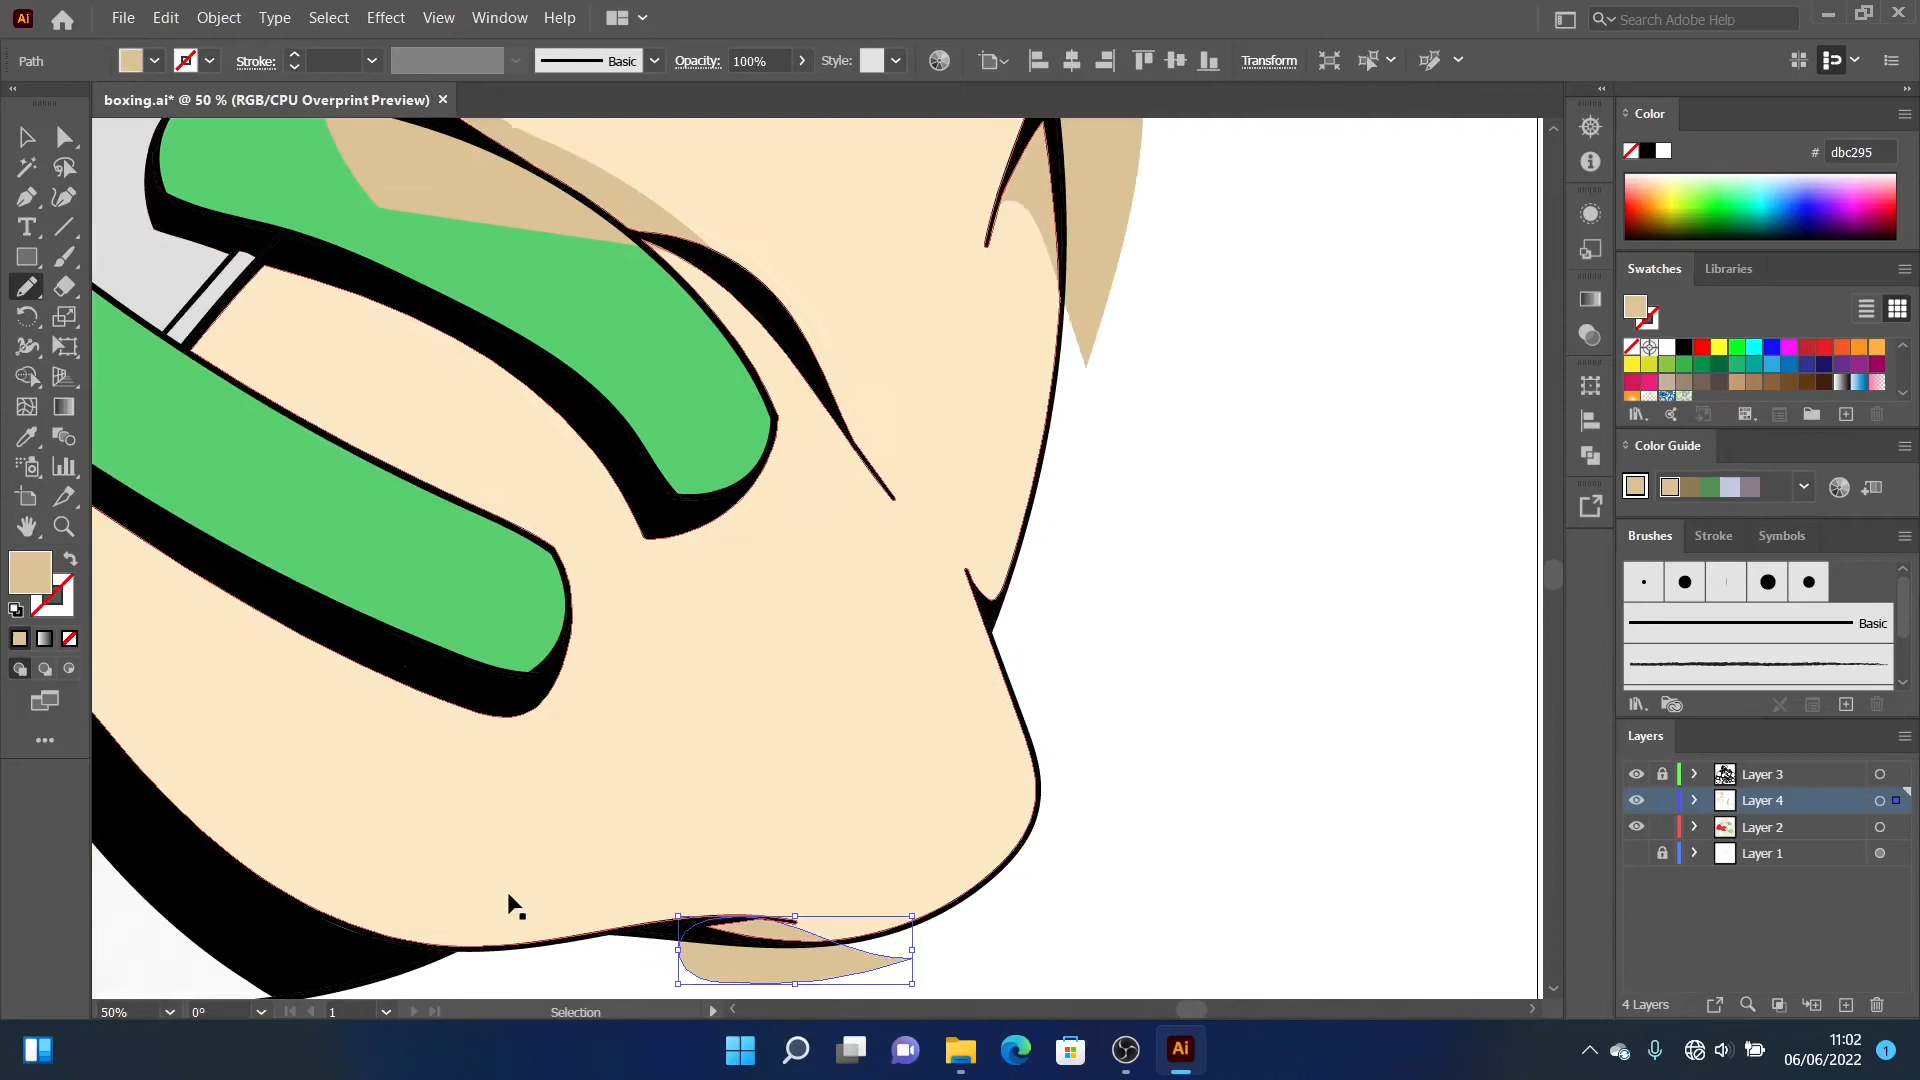 Ai File Edit Object Type Select Effect View Window Help Search Adobe Help
Path Stroke: Basic Opacity: 100% Style: Transform
boxing.ai* @ 50 % (RGB/CPU Overprint Preview)
Color
# dbc295
Swatches Libraries
Color Guide
Brushes Stroke Symbols
Basic
Layers
Layer 3
Layer 4
Layer 2
Layer 1
4 Layers
50% 0° 1 Selection
Ai
11:02
06/06/2022
1